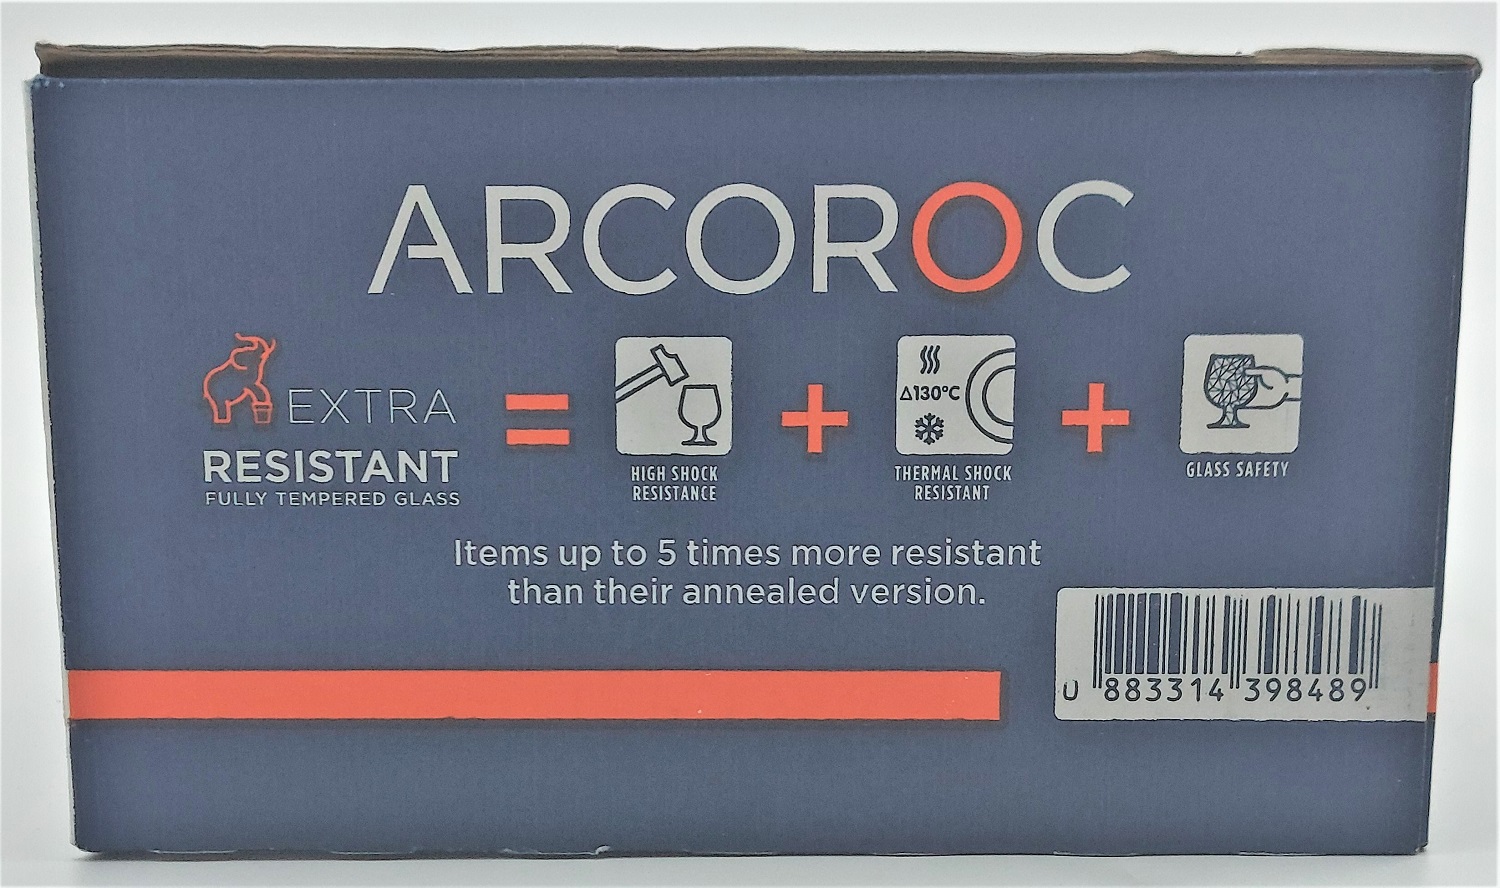 ARCOROC
EXTRA
RESISTANT
FULLY TEMPERED GLASS
=
HIGH SHOCK
RESISTANCE
+
Δ130°C
THERMAL SHOCK
RESISTANT
+
GLASS SAFETY
Items up to 5 times more resistant
than their annealed version.
0 883314 398489